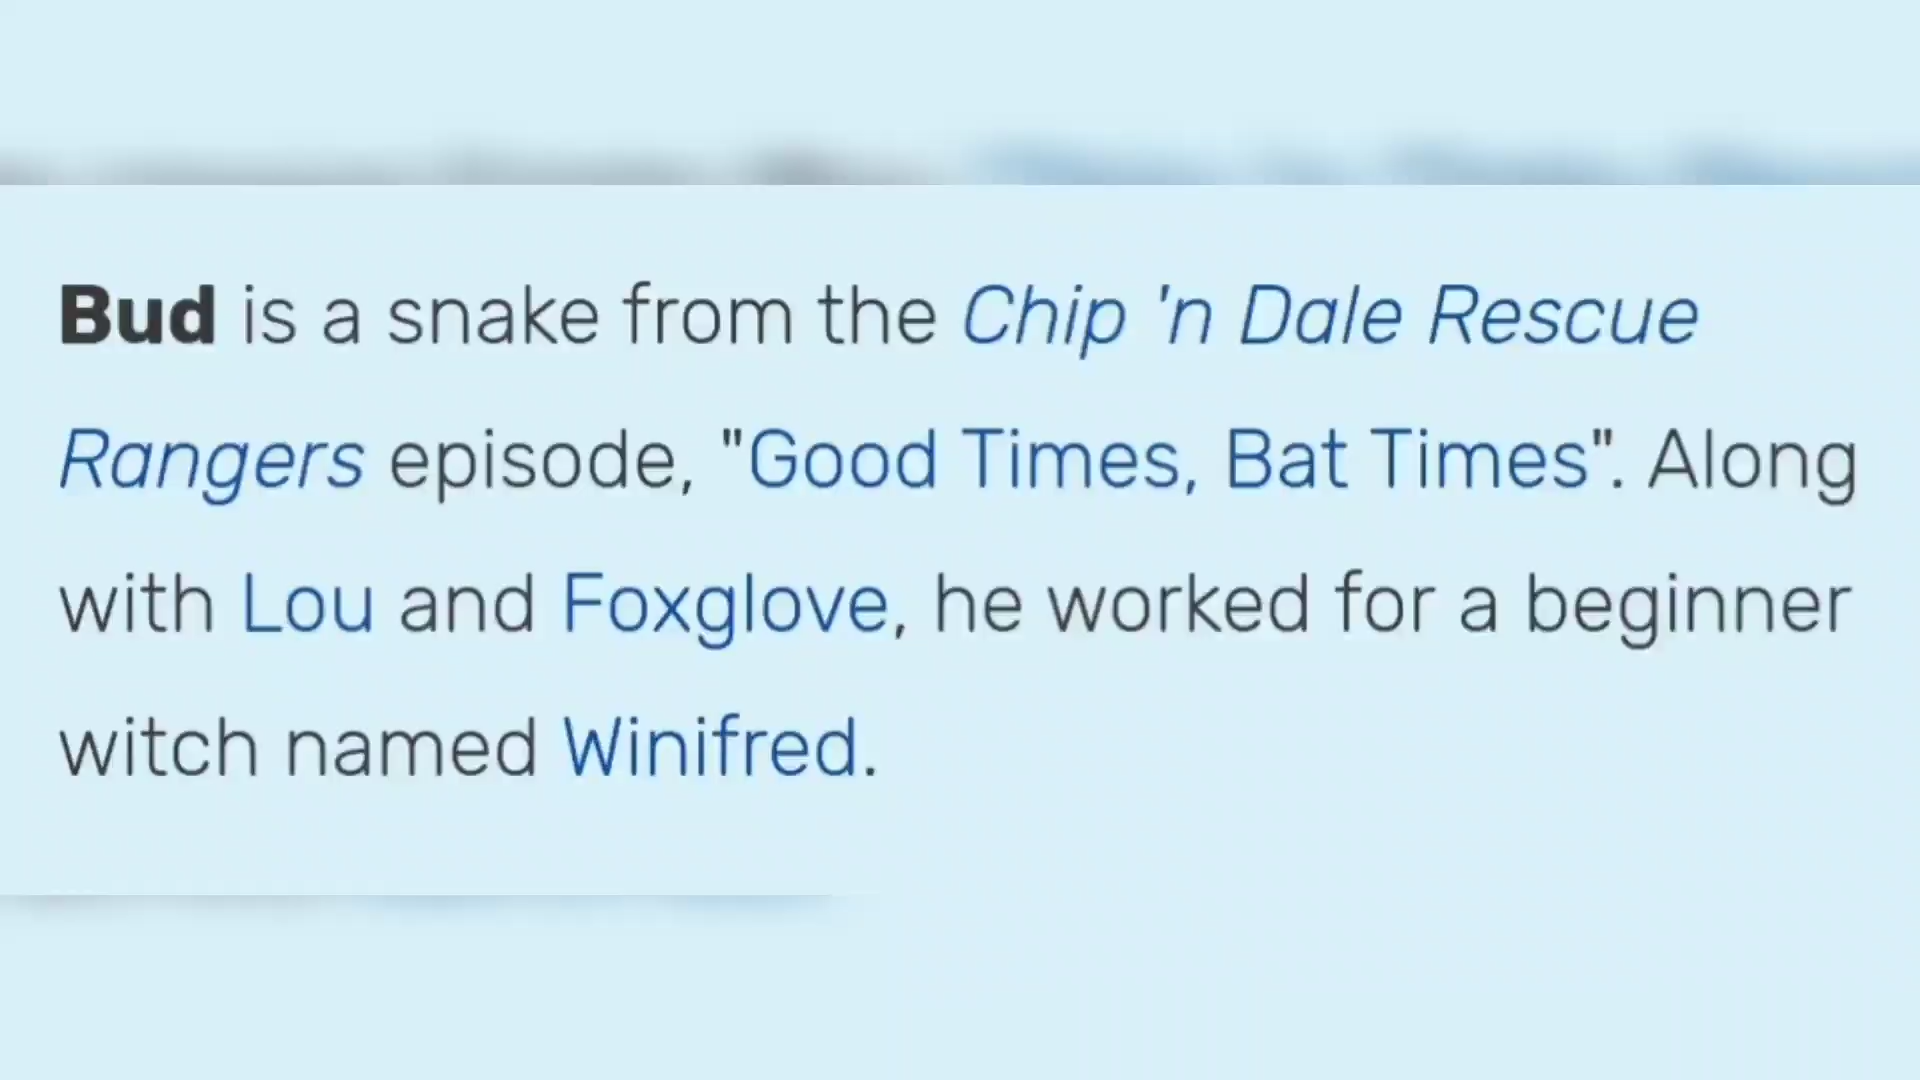 Bud is a snake from the Chip 'n Dale Rescue
Rangers episode, "Good Times, Bat Times". Along
with Lou and Foxglove, he worked for a beginner
witch named Winifred.